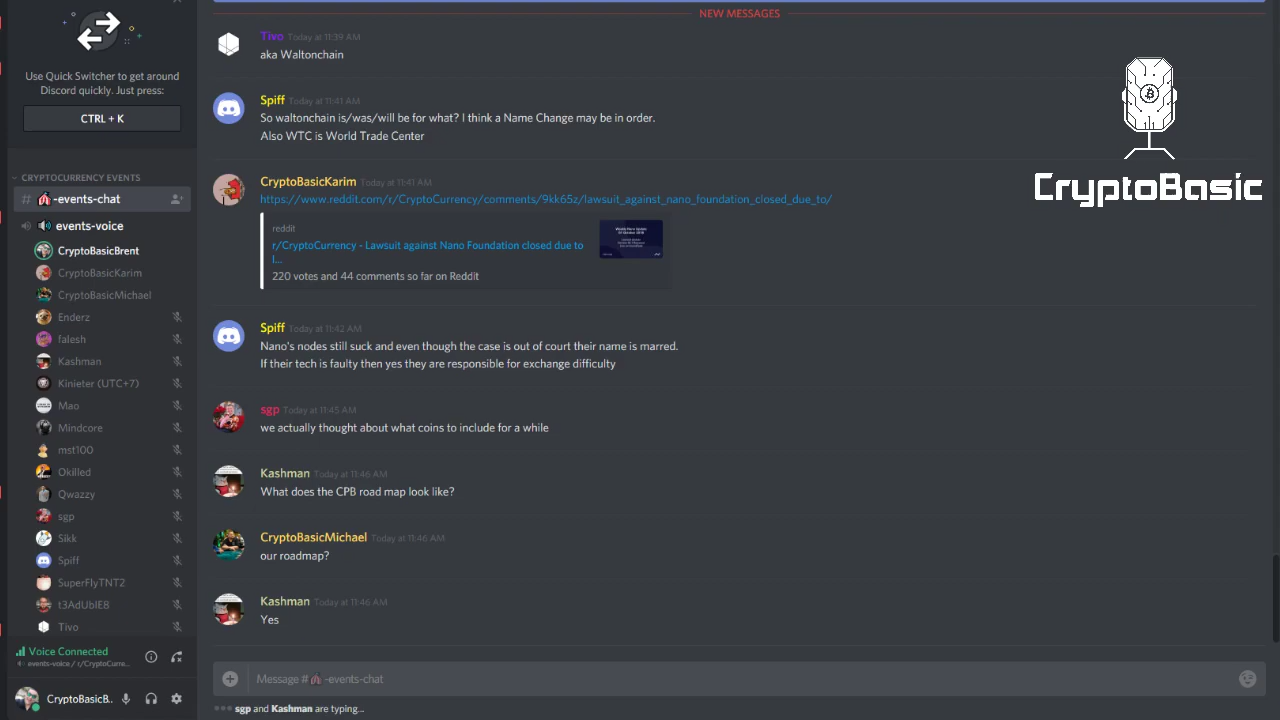 Use Quick Switcher to get around
Discord quickly. Just press:
CTRL + K
CRYPTOCURRENCY EVENTS
# -events-chat
events-voice
CryptoBasicBrent
CryptoBasicKarim
CryptoBasicMichael
Enderz
falesh
Kashman
Kinieter (UTC+7)
Mao
Mindcore
mst100
Okilled
Qwazzy
sgp
Sikk
Spiff
SuperFlyTNT2
t3AdUblE8
Tivo
Voice Connected
events-voice / r/CryptoCurre...
CryptoBasicB...
NEW MESSAGES
Tivo Today at 11:39 AM
aka Waltonchain
Spiff Today at 11:41 AM
So waltonchain is/was/will be for what? I think a Name Change may be in order.
Also WTC is World Trade Center
CryptoBasicKarim Today at 11:41 AM
https://www.reddit.com/r/CryptoCurrency/comments/9kk65z/lawsuit_against_nano_foundation_closed_due_to/
reddit
r/CryptoCurrency - Lawsuit against Nano Foundation closed due to
l...
220 votes and 44 comments so far on Reddit
Spiff Today at 11:42 AM
Nano's nodes still suck and even though the case is out of court their name is marred.
If their tech is faulty then yes they are responsible for exchange difficulty
sgp Today at 11:45 AM
we actually thought about what coins to include for a while
Kashman Today at 11:46 AM
What does the CPB road map look like?
CryptoBasicMichael Today at 11:46 AM
our roadmap?
Kashman Today at 11:46 AM
Yes
Message # -events-chat
sgp and Kashman are typing...
CryptoBasic